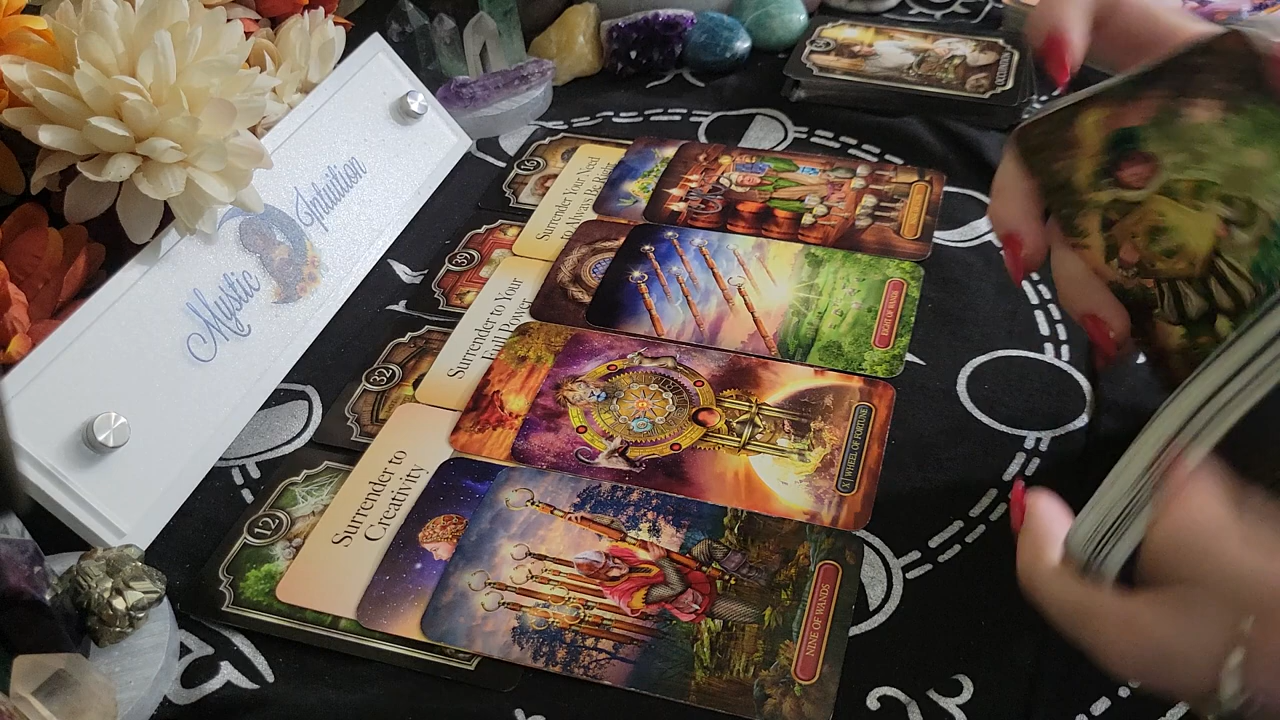 Mystic
Intuition
16
Surrender Your Need
to Always Be Right
39
Surrender to Your
Full Power
EIGHT OF WANDS
32
X / WHEEL OF FORTUNE
12
Surrender to
Creativity
NINE OF WANDS